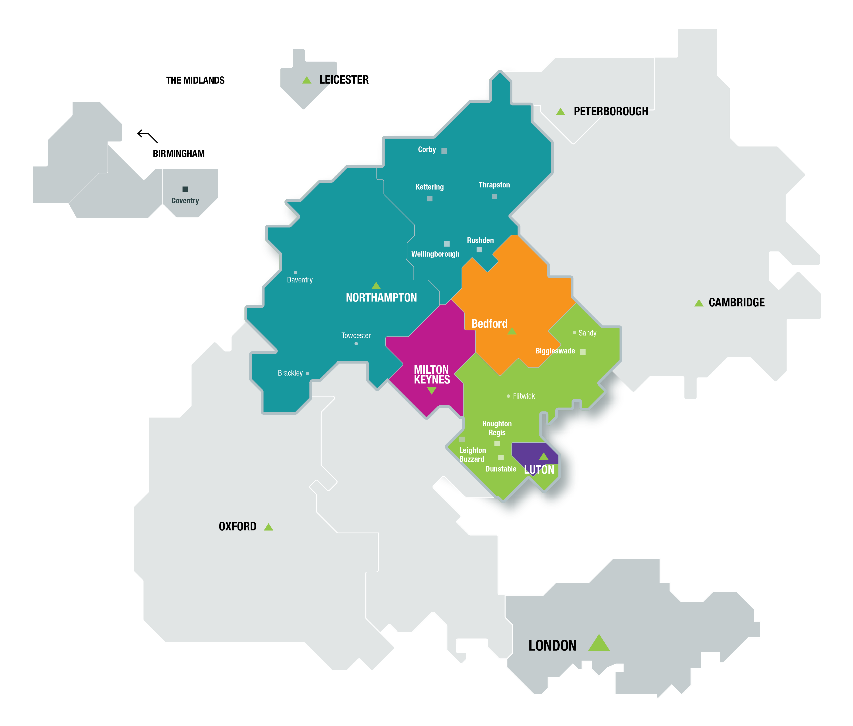 THE MIDLANDS
LEICESTER
PETERBOROUGH
BIRMINGHAM
Coventry
Corby
Kettering
Thrapston
Rushden
Wellingborough
Daventry
NORTHAMPTON
CAMBRIDGE
Bedford
Towcester
Sandy
Biggleswade
Brackley
MILTON
KEYNES
Flitwick
Houghton
Regis
Leighton
Buzzard
Dunstable
LUTON
OXFORD
LONDON